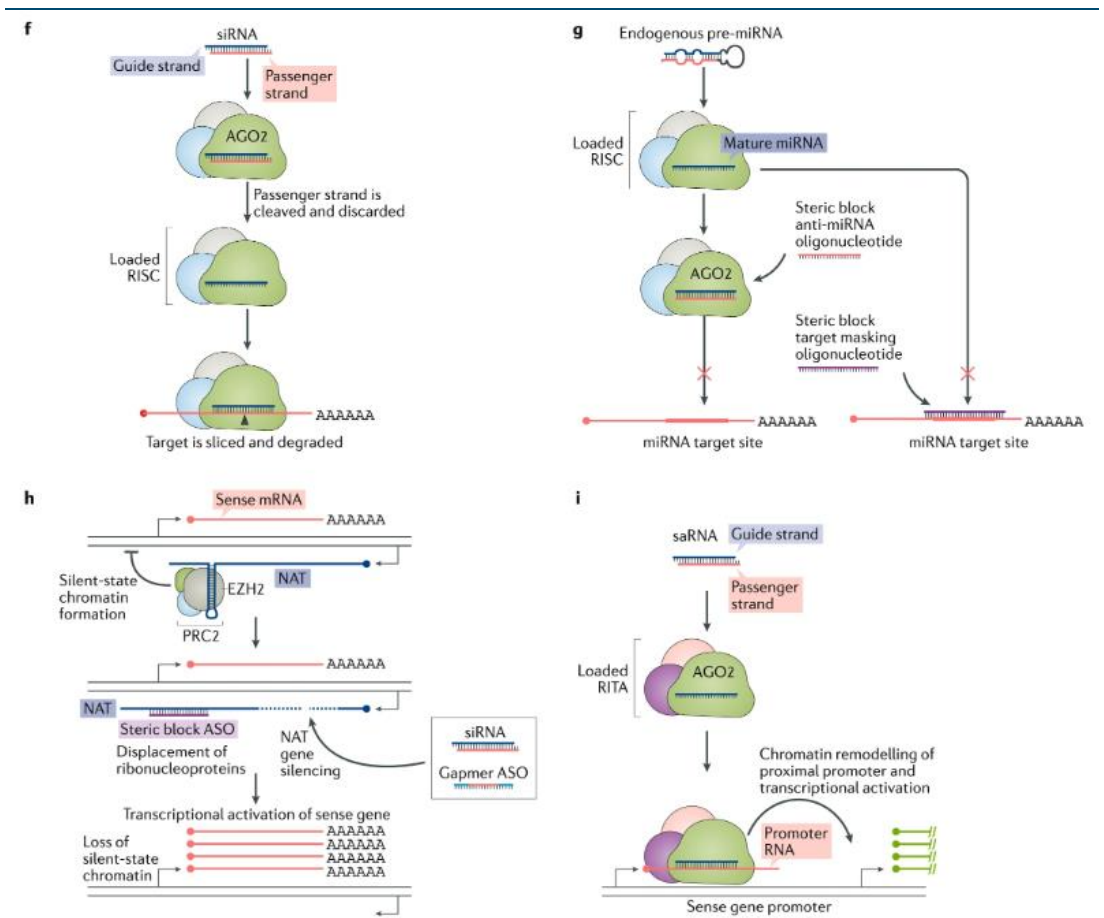 f
siRNA
Guide strand
Passenger
strand
AGO2
Passenger strand is
cleaved and discarded
Loaded
RISC
AAAAAA
Target is sliced and degraded
g
Endogenous pre-miRNA
Loaded
RISC
Mature miRNA
Steric block
anti-miRNA
oligonucleotide
AGO2
Steric block
target masking
oligonucleotide
AAAAAA
AAAAAA
miRNA target site
miRNA target site
h
Sense mRNA
AAAAAA
Silent-state
chromatin
formation
NAT
EZH2
PRC2
AAAAAA
NAT
Steric block ASO
Displacement of
ribonucleoproteins
NAT
gene
silencing
siRNA
Gapmer ASO
Transcriptional activation of sense gene
Loss of
silent-state
chromatin
AAAAAA
AAAAAA
AAAAAA
AAAAAA
i
saRNA
Guide strand
Passenger
strand
Loaded
RITA
AGO2
Chromatin remodelling of
proximal promoter and
transcriptional activation
Promoter
RNA
Sense gene promoter